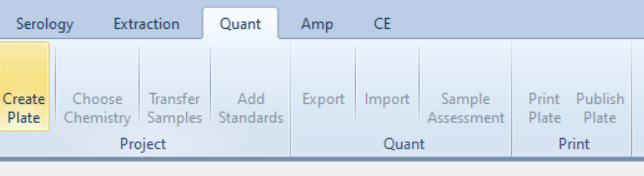 Serology Extraction Quant Amp CE
Create Choose Transfer Add Export Import Sample Print Publish
Plate Chemistry Samples Standards Assessment Plate Plate
Project Quant Print